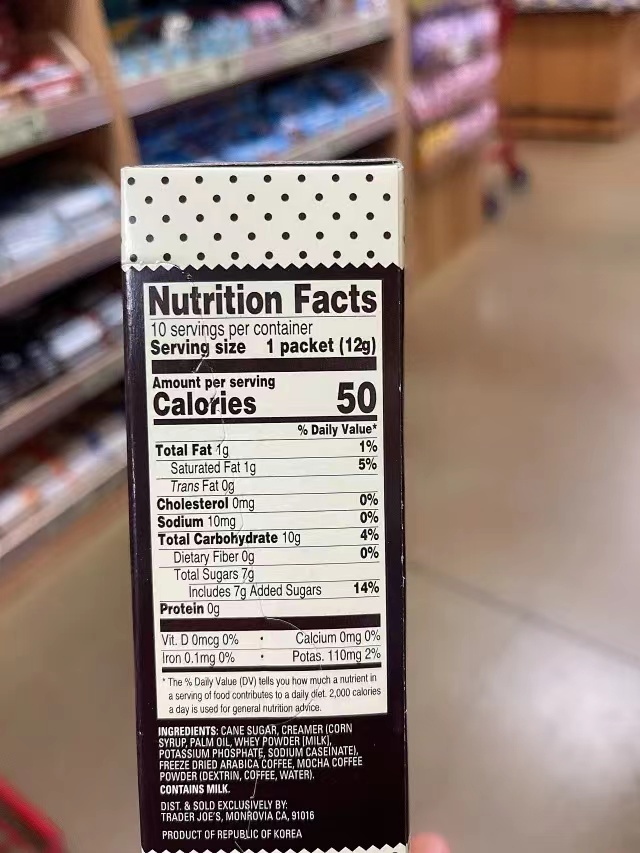 Nutrition Facts
10 servings per container
Serving size 1 packet (12g)
Amount per serving
Calories 50
% Daily Value*
Total Fat 1g 1%
Saturated Fat 1g 5%
Trans Fat 0g
Cholesterol 0mg 0%
Sodium 10mg 0%
Total Carbohydrate 10g 4%
Dietary Fiber 0g 0%
Total Sugars 7g
Includes 7g Added Sugars 14%
Protein 0g
Vit. D 0mcg 0% • Calcium 0mg 0%
Iron 0.1mg 0% • Potas. 110mg 2%
* The % Daily Value (DV) tells you how much a nutrient in
a serving of food contributes to a daily diet. 2,000 calories
a day is used for general nutrition advice.
INGREDIENTS: CANE SUGAR, CREAMER (CORN
SYRUP, PALM OIL, WHEY POWDER [MILK],
POTASSIUM PHOSPHATE, SODIUM CASEINATE),
FREEZE DRIED ARABICA COFFEE, MOCHA COFFEE
POWDER (DEXTRIN, COFFEE, WATER).
CONTAINS MILK.
DIST. & SOLD EXCLUSIVELY BY:
TRADER JOE'S, MONROVIA CA, 91016
PRODUCT OF REPUBLIC OF KOREA